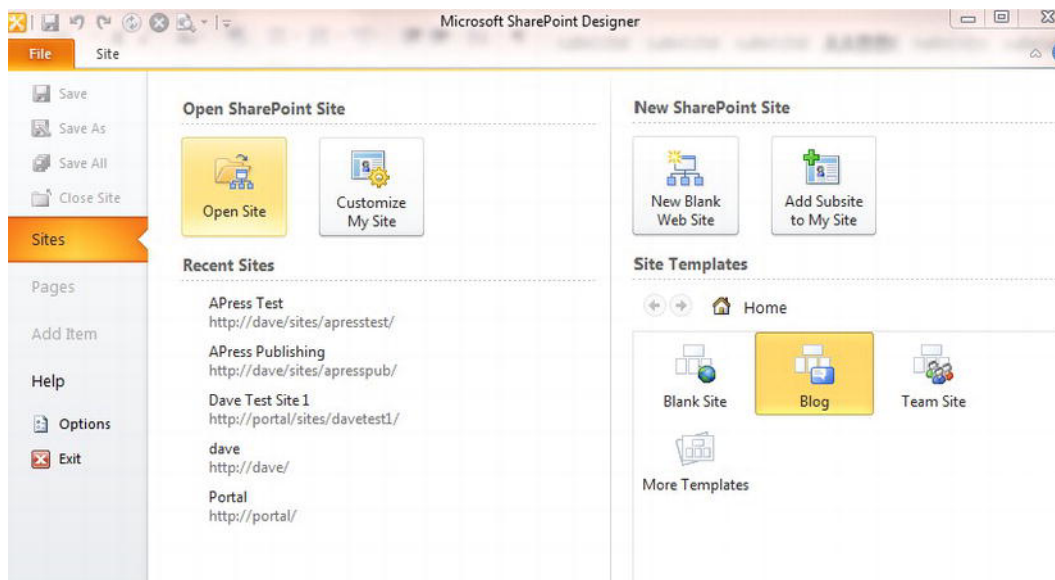 Microsoft SharePoint Designer
File
Site
Save
Save As
Save All
Close Site
Sites
Pages
Add Item
Help
Options
Exit
Open SharePoint Site
Open Site
Customize
My Site
Recent Sites
APress Test
http://dave/sites/apresstest/
APress Publishing
http://dave/sites/apresspub/
Dave Test Site 1
http://portal/sites/davetest1/
dave
http://dave/
Portal
http://portal/
New SharePoint Site
New Blank
Web Site
Add Subsite
to My Site
Site Templates
Home
Blank Site
Blog
Team Site
More Templates